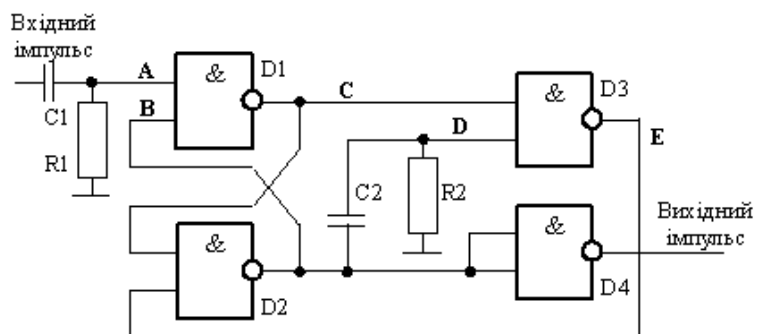 Вхідний
імпульс
A
&
D1
C
&
D3
C1
B
D
E
R1
C2
R2
&
&
Вихідний
імпульс
D2
D4